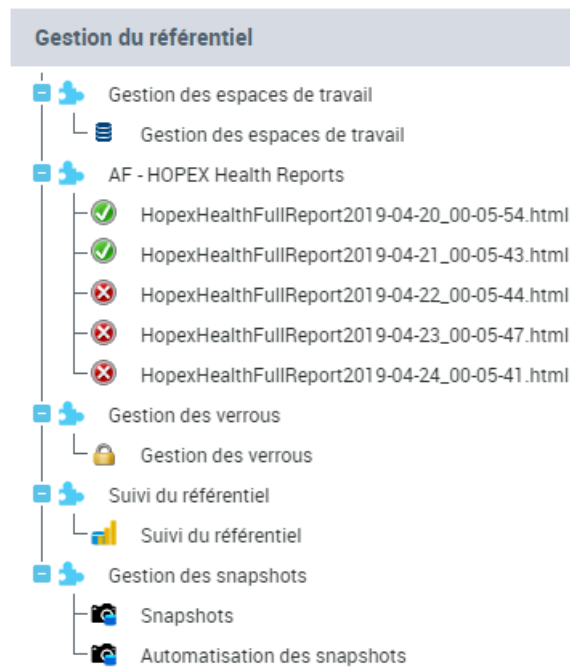 Gestion du référentiel
Gestion des espaces de travail
Gestion des espaces de travail
AF - HOPEX Health Reports
HopexHealthFullReport2019-04-20_00-05-54.html
HopexHealthFullReport2019-04-21_00-05-43.html
HopexHealthFullReport2019-04-22_00-05-44.html
HopexHealthFullReport2019-04-23_00-05-47.html
HopexHealthFullReport2019-04-24_00-05-41.html
Gestion des verrous
Gestion des verrous
Suivi du référentiel
Suivi du référentiel
Gestion des snapshots
Snapshots
Automatisation des snapshots